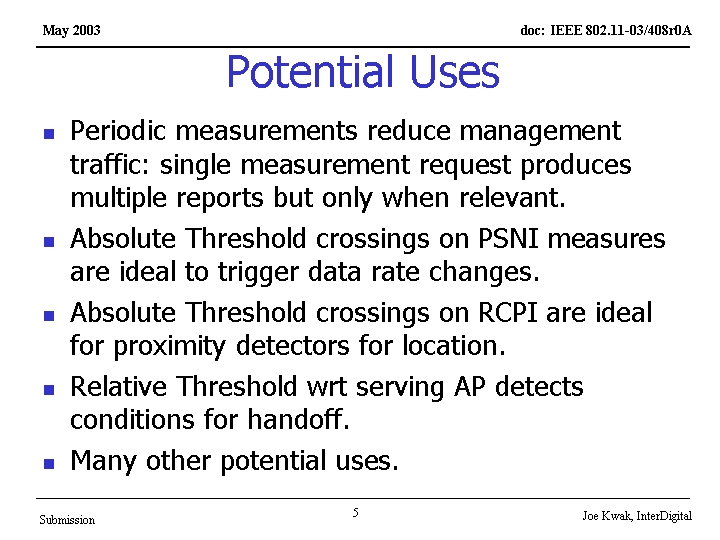 May 2003
doc: IEEE 802.11-03/408r0A
Potential Uses
Periodic measurements reduce management
traffic: single measurement request produces
multiple reports but only when relevant.
Absolute Threshold crossings on PSNI measures
are ideal to trigger data rate changes.
Absolute Threshold crossings on RCPI are ideal
for proximity detectors for location.
Relative Threshold wrt serving AP detects
conditions for handoff.
Many other potential uses.
Submission
5
Joe Kwak, InterDigital